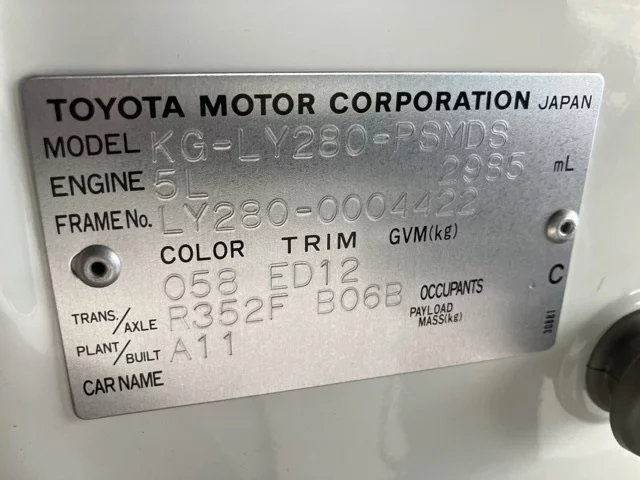 TOYOTA MOTOR CORPORATION JAPAN
MODEL KG-LY280-PSMDS
ENGINE 5L 2985 mL
FRAME No. LY280-0004422
COLOR TRIM GVM(kg)
058 ED12
C
TRANS./AXLE R352F B06B OCCUPANTS
PAYLOAD MASS(kg)
PLANT/BUILT A11
CAR NAME